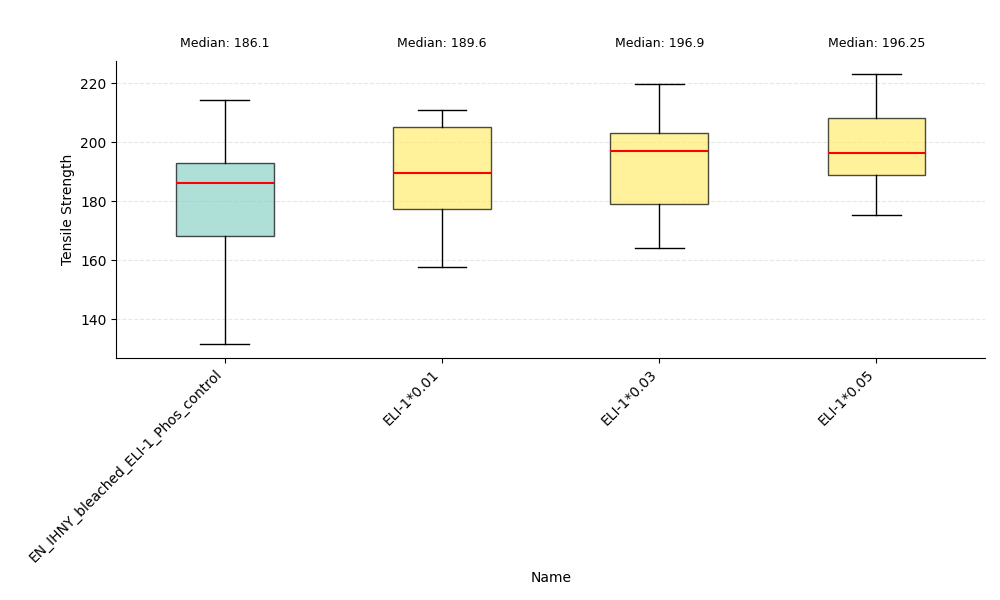 Median: 186.1
Median: 189.6
Median: 196.9
Median: 196.25
Tensile Strength
220
200
180
160
140
EN_IHNY_bleached_ELI-1_Phos_control
ELI-1*0.01
ELI-1*0.03
ELI-1*0.05
Name